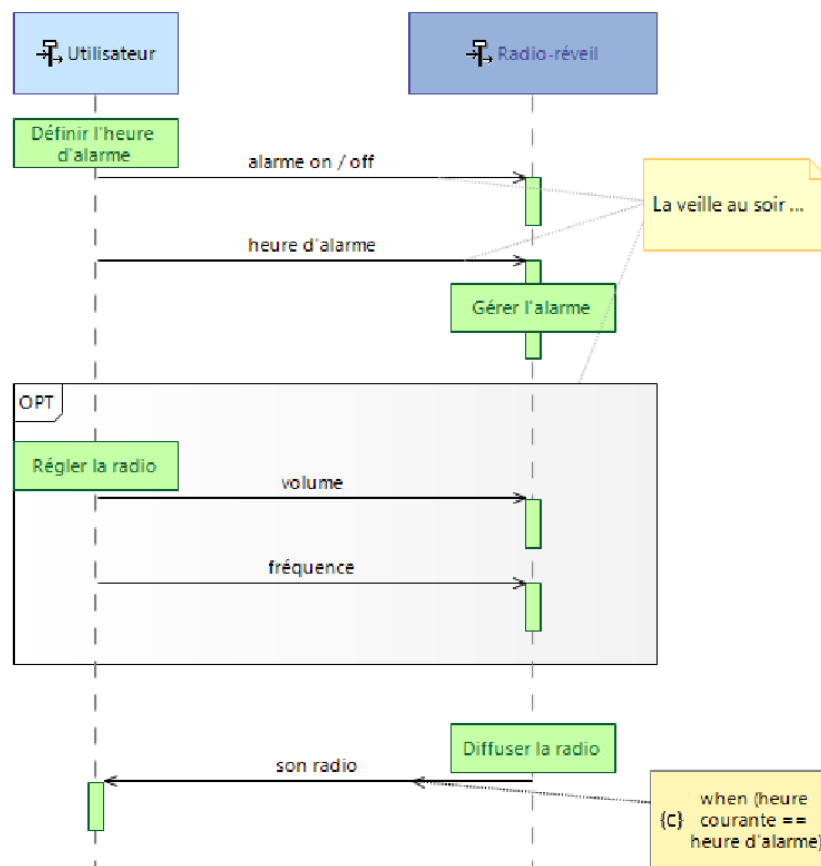 Utilisateur
Radio-réveil
Définir l'heure
d'alarme
alarme on / off
La veille au soir ...
heure d'alarme
Gérer l'alarme
OPT
Régler la radio
volume
fréquence
Diffuser la radio
son radio
{c}
when (heure
courante ==
heure d'alarme)